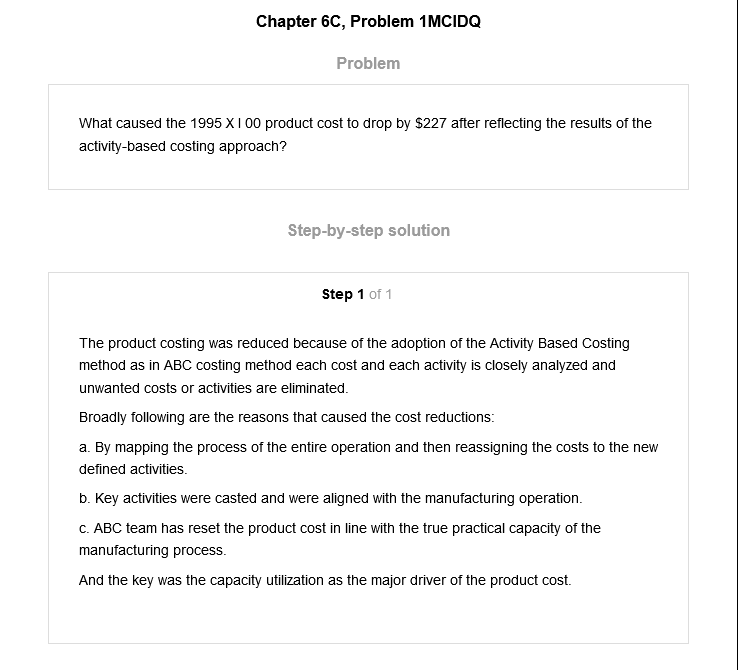 Chapter 6C, Problem 1MCIDQ
Problem
What caused the 1995 X I 00 product cost to drop by $227 after reflecting the results of the
activity-based costing approach?
Step-by-step solution
Step 1 of 1
The product costing was reduced because of the adoption of the Activity Based Costing
method as in ABC costing method each cost and each activity is closely analyzed and
unwanted costs or activities are eliminated.
Broadly following are the reasons that caused the cost reductions:
a. By mapping the process of the entire operation and then reassigning the costs to the new
defined activities.
b. Key activities were casted and were aligned with the manufacturing operation.
c. ABC team has reset the product cost in line with the true practical capacity of the
manufacturing process.
And the key was the capacity utilization as the major driver of the product cost.